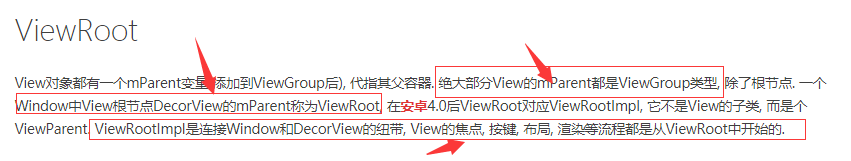 ViewRoot
View对象都有一个mParent变量(添加到ViewGroup后), 代指其父容器. 绝大部分View的mParent都是ViewGroup类型, 除了根节点. 一个
Window中View根节点DecorView的mParent称为ViewRoot, 在安卓4.0后ViewRoot对应ViewRootImpl, 它不是View的子类, 而是个
ViewParent. ViewRootImpl是连接Window和DecorView的纽带, View的焦点, 按键, 布局, 渲染等流程都是从ViewRoot中开始的.